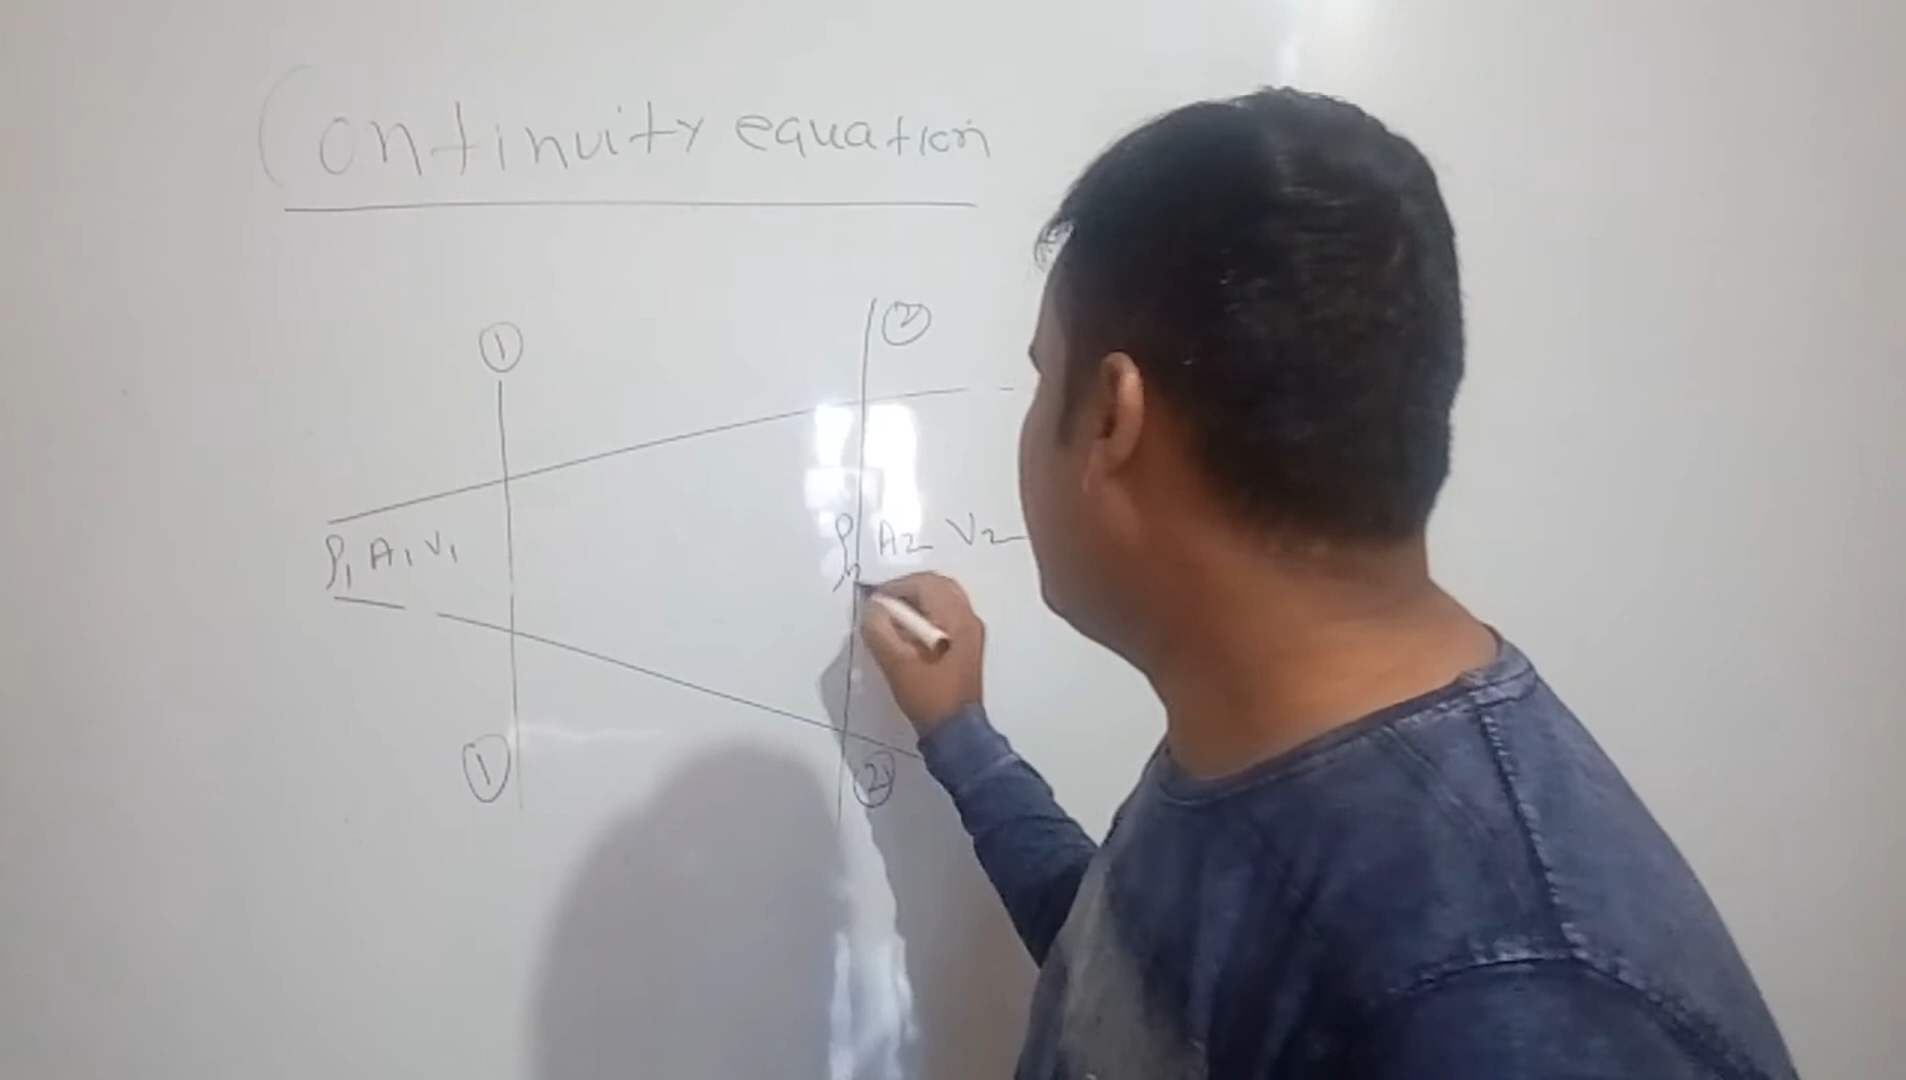 Continuity equation
① ②
ρ₁ A₁ V₁ ρ₂ A₂ V₂
① ②